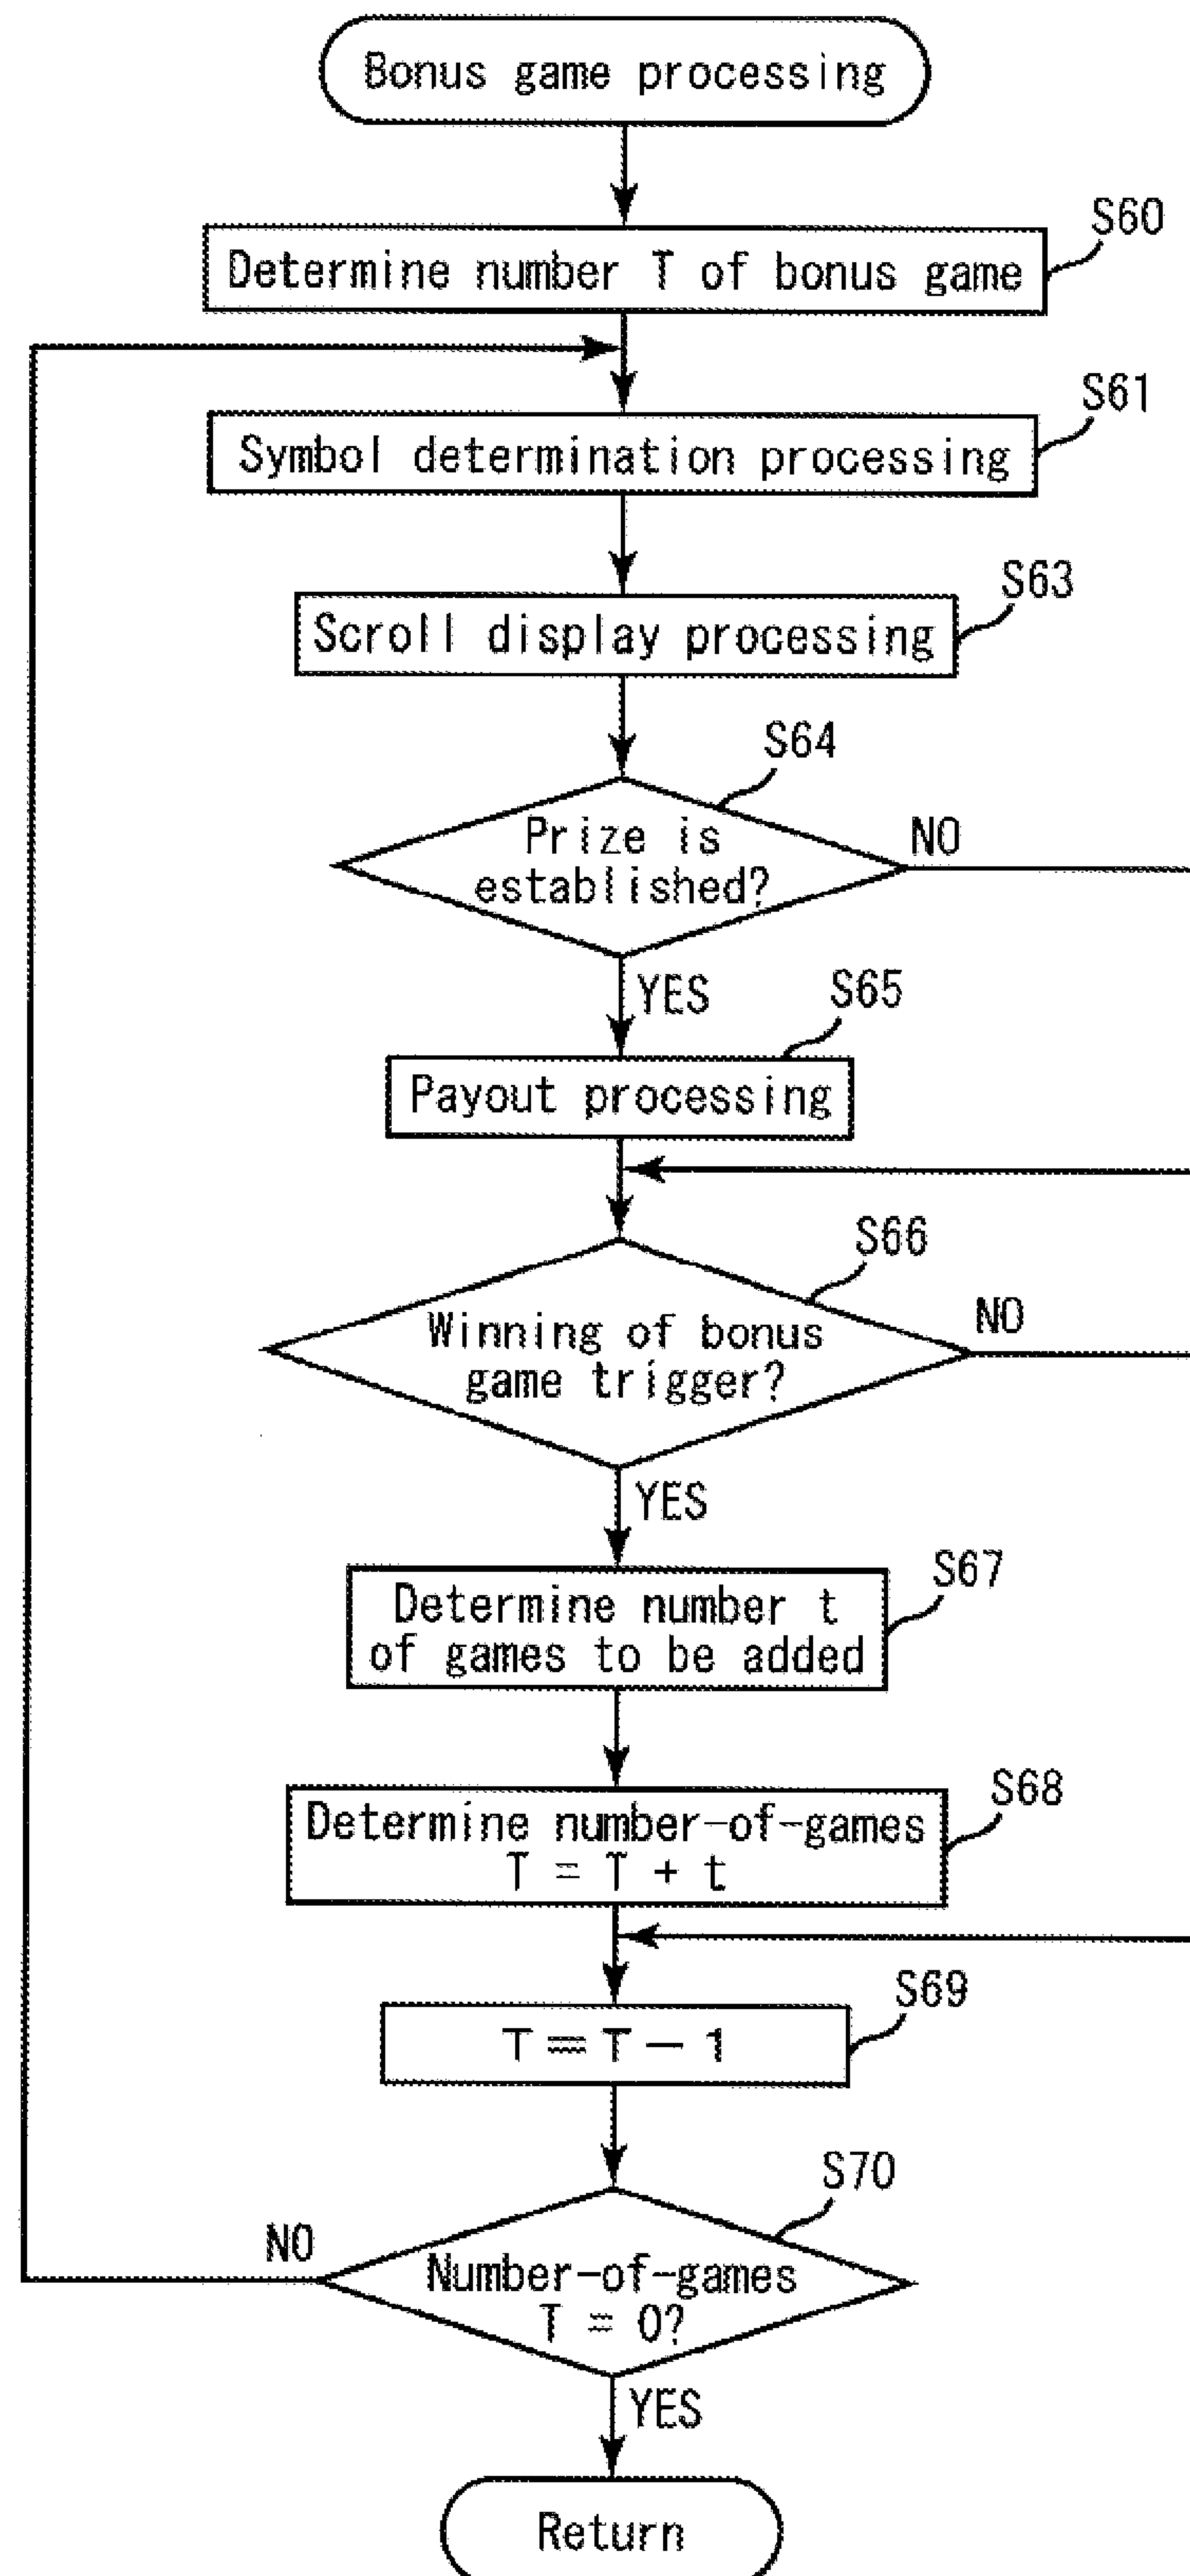 Bonus game processing
S60
Determine number T of bonus game
S61
Symbol determination processing
S63
Scroll display processing
S64
Prize is
established?
NO
YES
S65
Payout processing
S66
Winning of bonus
game trigger?
NO
YES
S67
Determine number t
of games to be added
S68
Determine number-of-games
T = T + t
S69
T = T - 1
S70
NO
Number-of-games
T = 0?
YES
Return